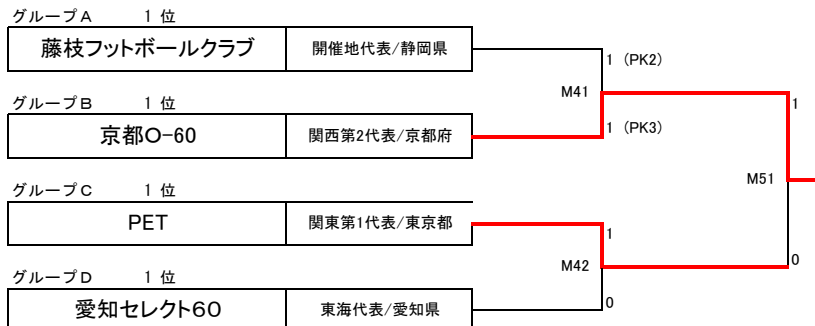 グループA 1 位
藤枝フットボールクラブ 開催地代表/静岡県
1 (PK2)
M41
グループB 1 位
1
京都O-60 関西第2代表/京都府
1 (PK3)
M51
グループC 1 位
PET 関東第1代表/東京都
1
M42
0
グループD 1 位
愛知セレクト60 東海代表/愛知県
0